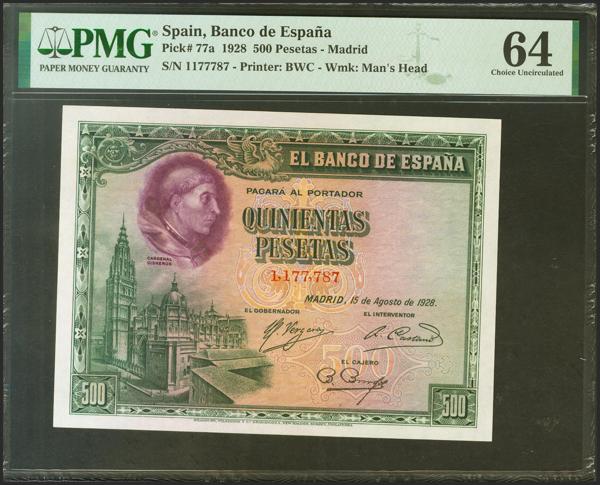 PMG
PAPER MONEY GUARANTY
Spain, Banco de España
Pick# 77a 1928 500 Pesetas - Madrid
S/N 1177787 - Printer: BWC - Wmk: Man's Head
64
Choice Uncirculated
EL BANCO DE ESPAÑA
PAGARÁ AL PORTADOR
QUINIENTAS
PESETAS
1,177,787
CARDENAL
CISNEROS
MADRID, 15 de Agosto de 1928.
EL GOBERNADOR
EL INTERVENTOR
EL CAJERO
500
500
500